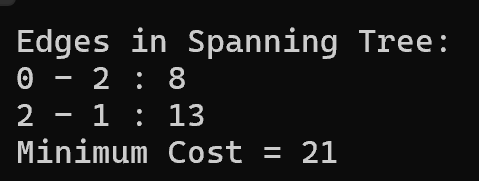 Edges in Spanning Tree:
0 - 2 : 8
2 - 1 : 13
Minimum Cost = 21